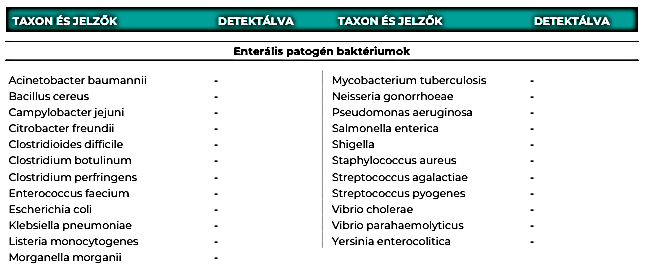 TAXON ÉS JELZŐK DETEKTÁLVA TAXON ÉS JELZŐK DETEKTÁLVA
Enterális patogén baktériumok
Acinetobacter baumannii - Mycobacterium tuberculosis -
Bacillus cereus - Neisseria gonorrhoeae -
Campylobacter jejuni - Pseudomonas aeruginosa -
Citrobacter freundii - Salmonella enterica -
Clostridioides difficile - Shigella -
Clostridium botulinum - Staphylococcus aureus -
Clostridium perfringens - Streptococcus agalactiae -
Enterococcus faecium - Streptococcus pyogenes -
Escherichia coli - Vibrio cholerae -
Klebsiella pneumoniae - Vibrio parahaemolyticus -
Listeria monocytogenes - Yersinia enterocolitica -
Morganella morganii -